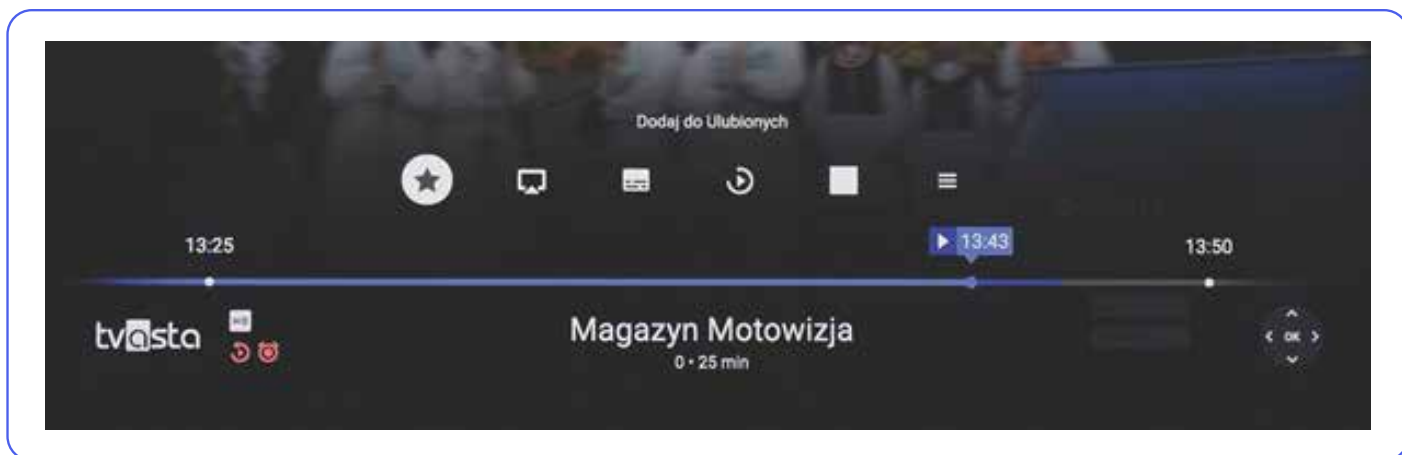 Dodaj do Ulubionych
13:25
13:43
13:50
tvasta
HD
Magazyn Motowizja
0 • 25 min
OK